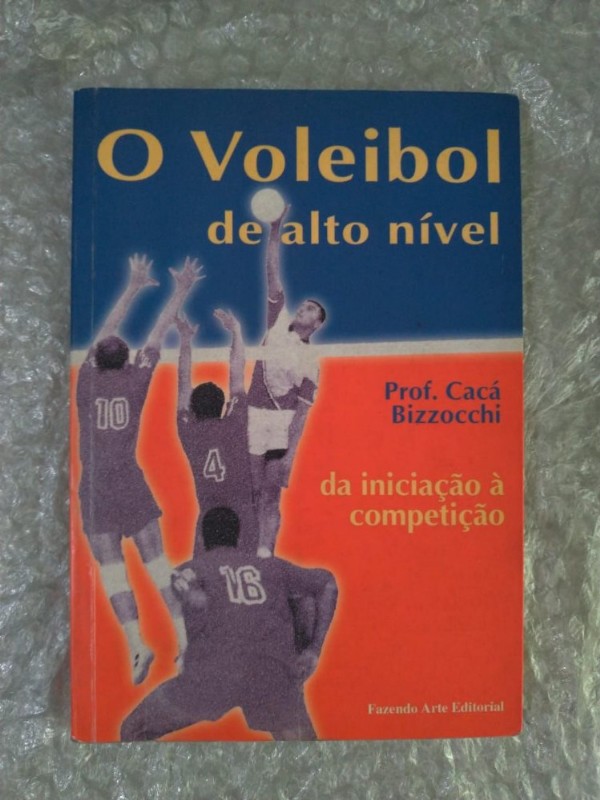 O Voleibol
de alto nível
10
4
Prof. Cacá
Bizzocchi
da iniciação à
competição
16
Fazendo Arte Editorial